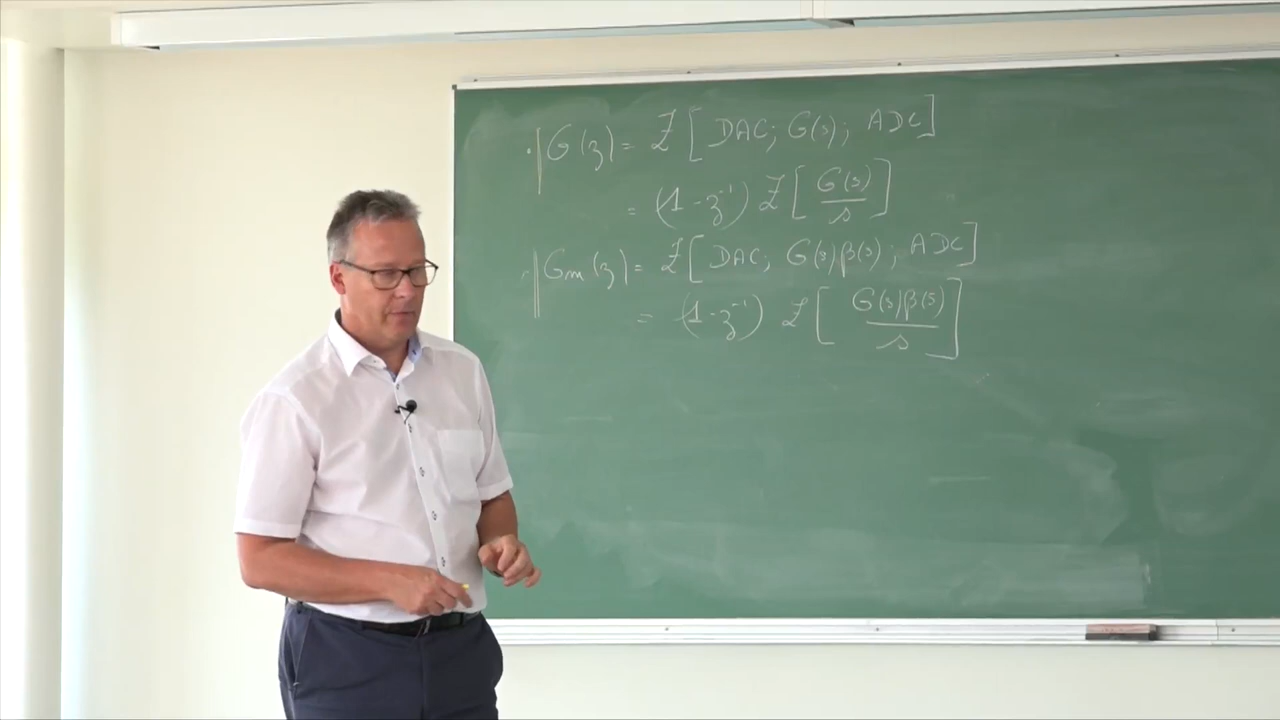 G(z) = Z [ DAC; G(s); ADC ]
= (1 - z⁻¹) Z [ G(s) / s ]
Gm(z) = Z [ DAC; G(s)β(s); ADC ]
= (1 - z⁻¹) Z [ G(s)β(s) / s ]